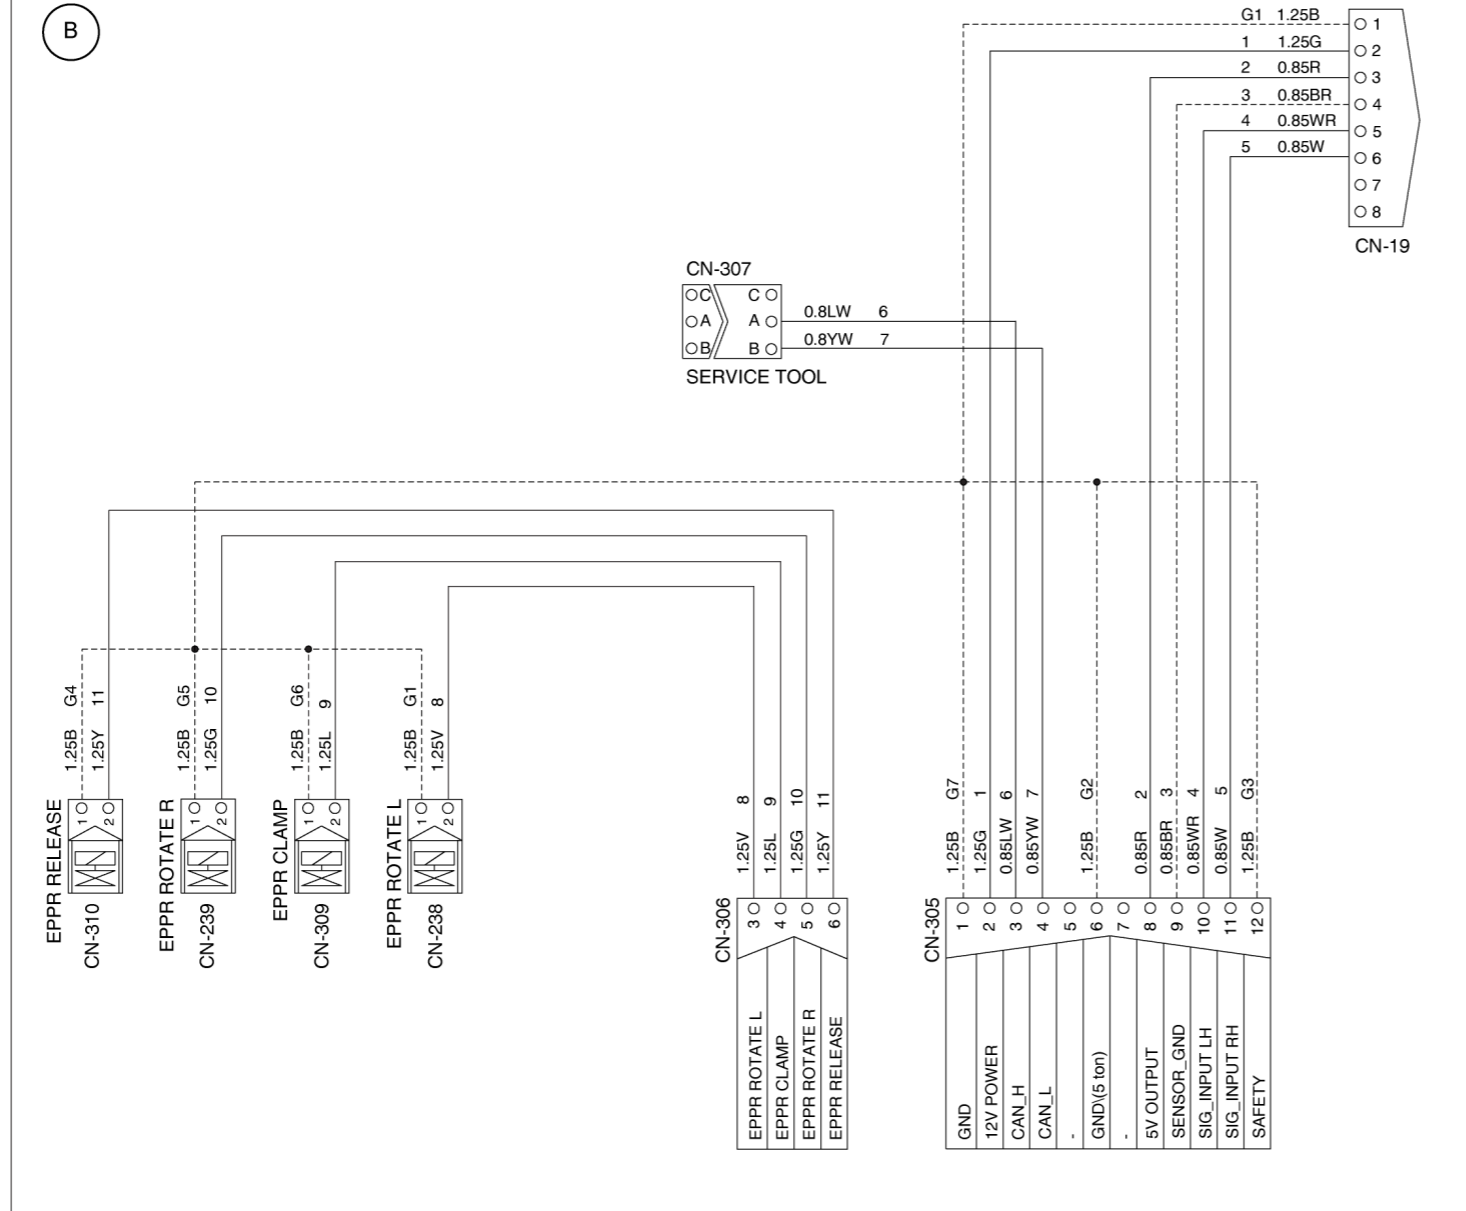 B
G1 1.25B 1
1 1.25G 2
2 0.85R 3
3 0.85BR 4
4 0.85WR 5
5 0.85W 6
7
8
CN-19
CN-307
C C
A A 0.8LW 6
B B 0.8YW 7
SERVICE TOOL
EPPR RELEASE
1.25B G4
1.25Y 11
1
2
CN-310
EPPR ROTATE R
1.25B G5
1.25G 10
1
2
CN-239
EPPR CLAMP
1.25B G6
1.25L 9
1
2
CN-309
EPPR ROTATE L
1.25B G1
1.25V 8
1
2
CN-238
CN-306
1.25V 8
1.25L 9
1.25G 10
1.25Y 11
3
4
5
6
EPPR ROTATE L
EPPR CLAMP
EPPR ROTATE R
EPPR RELEASE
CN-305
1.25B G7
1.25G 1
0.85LW 6
0.85YW 7
1.25B G2
0.85R 2
0.85BR 3
0.85WR 4
0.85W 5
1.25B G3
1
2
3
4
5
6
7
8
9
10
11
12
GND
12V POWER
CAN_H
CAN_L
-
GND\(5 ton)
-
5V OUTPUT
SENSOR_GND
SIG_INPUT LH
SIG_INPUT RH
SAFETY